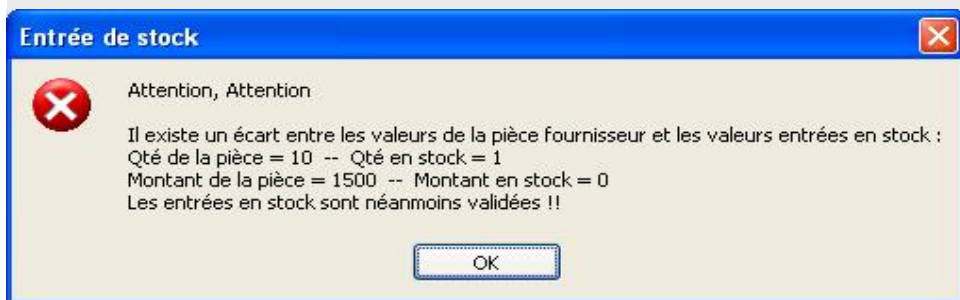 Entrée de stock
Attention, Attention
Il existe un écart entre les valeurs de la pièce fournisseur et les valeurs entrées en stock :
Qté de la pièce = 10 -- Qté en stock = 1
Montant de la pièce = 1500 -- Montant en stock = 0
Les entrées en stock sont néanmoins validées !!
OK